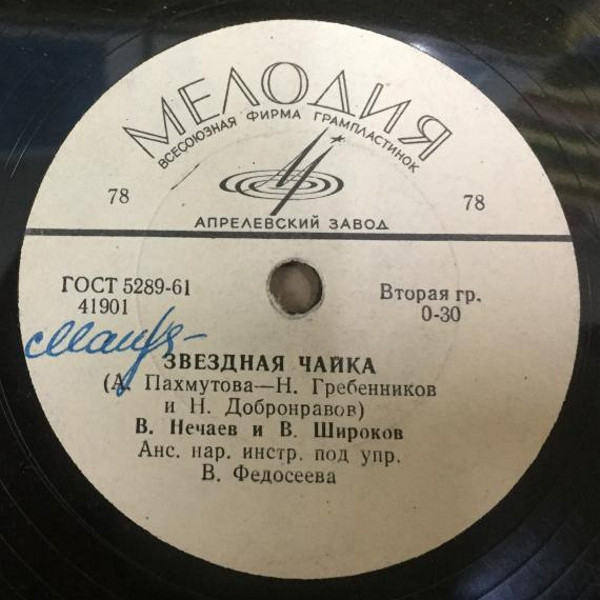 МЕЛОДИЯ
ВСЕСОЮЗНАЯ ФИРМА ГРАМПЛАСТИНОК
78 78
АПРЕЛЕВСКИЙ ЗАВОД
ГОСТ 5289-61 Вторая гр.
41901 0-30
ЗВЕЗДНАЯ ЧАЙКА
(А. Пахмутова—Н. Гребенников
и Н. Добронравов)
В. Нечаев и В. Широков
Анс. нар. инстр. под упр.
В. Федосеева